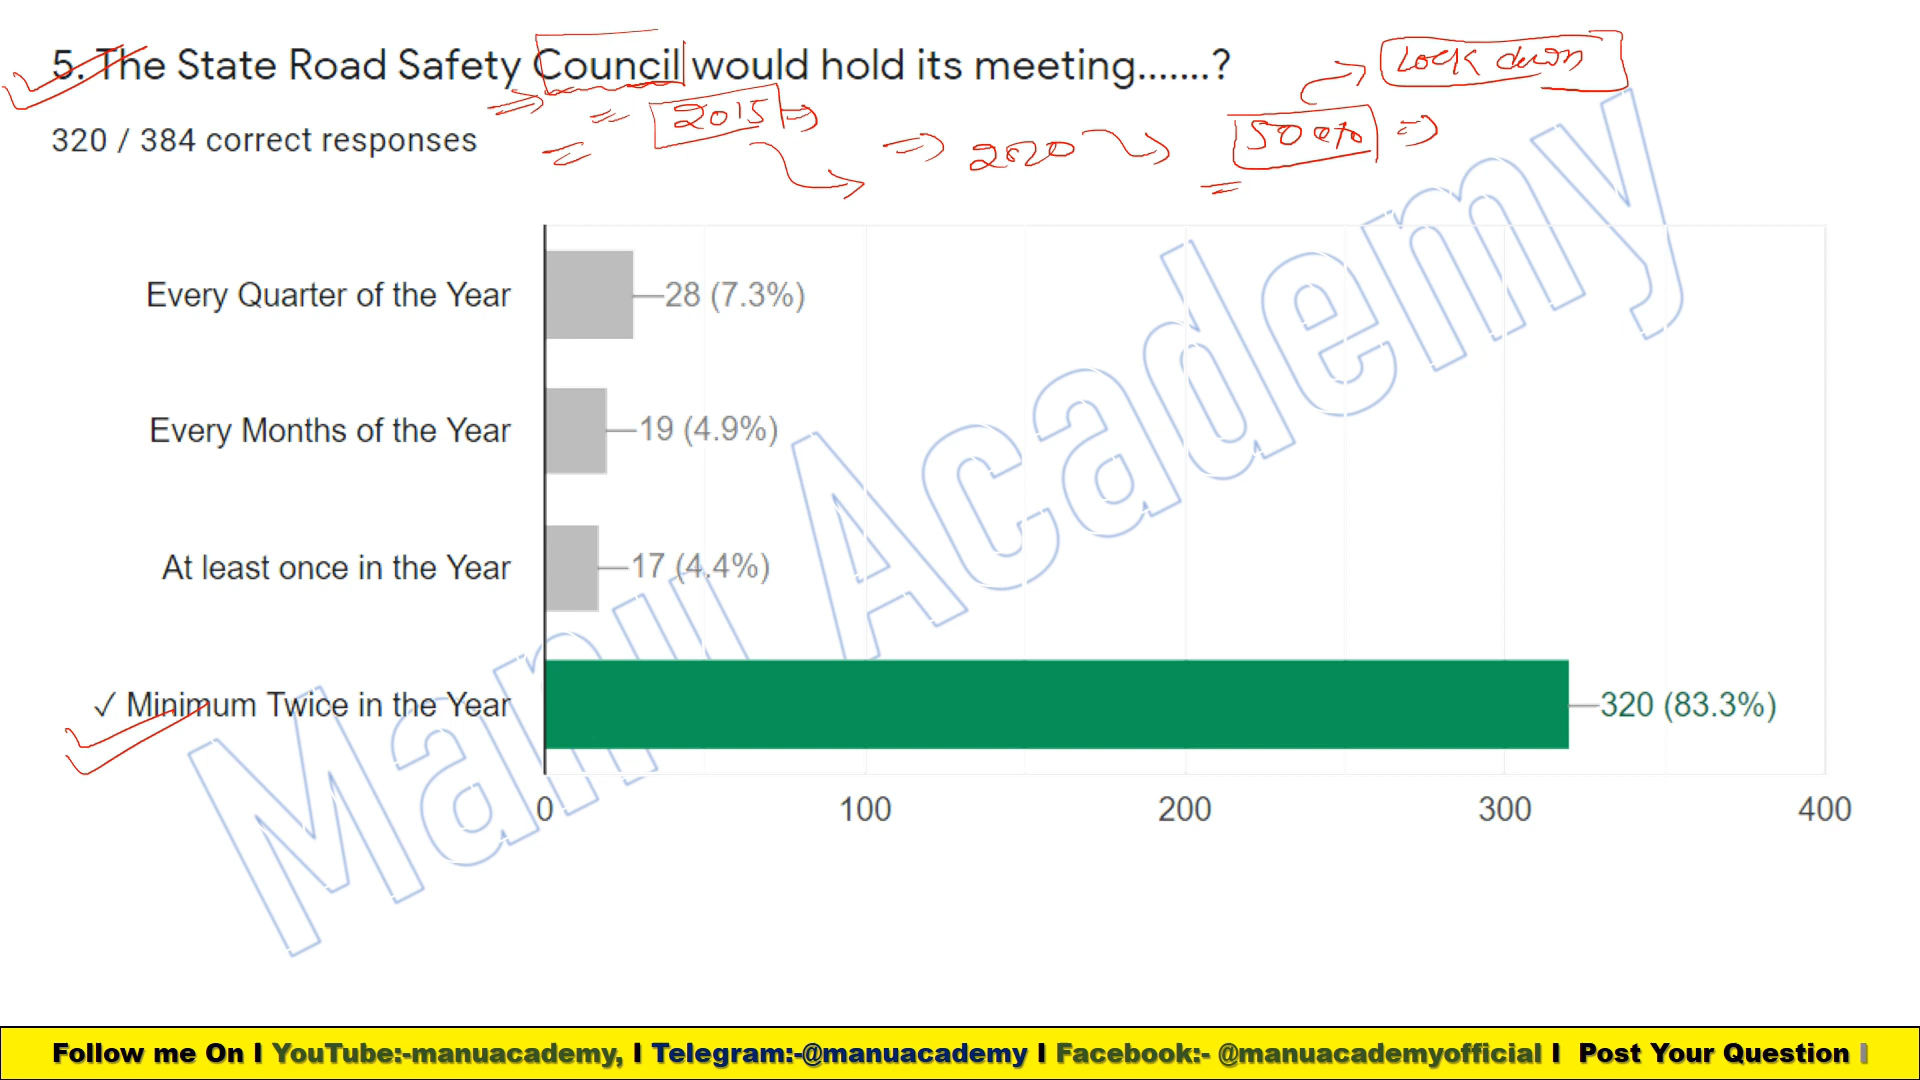 5. The State Road Safety Council would hold its meeting.......?
Lock down
2015
2020
50%
320 / 384 correct responses
Every Quarter of the Year 28 (7.3%)
Every Months of the Year 19 (4.9%)
At least once in the Year 17 (4.4%)
✓ Minimum Twice in the Year 320 (83.3%)
0 100 200 300 400
Manu Academy
Follow me On I YouTube:-manuacademy, I Telegram:-@manuacademy I Facebook:- @manuacademyofficial I Post Your Question I